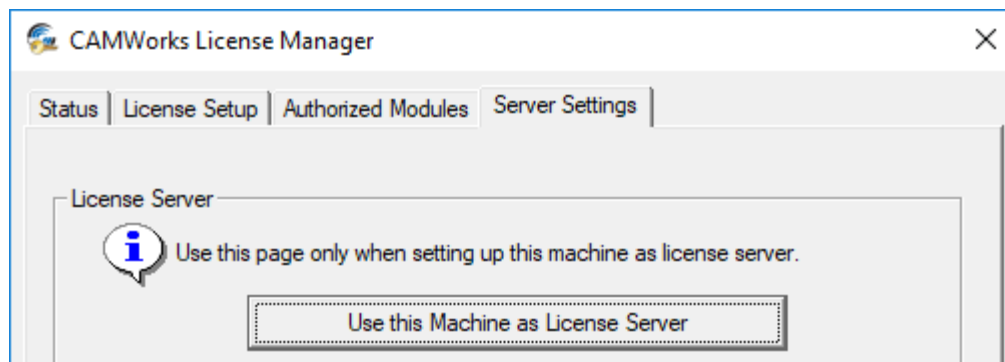 CAMWorks License Manager
Status License Setup Authorized Modules Server Settings
License Server
Use this page only when setting up this machine as license server.
Use this Machine as License Server